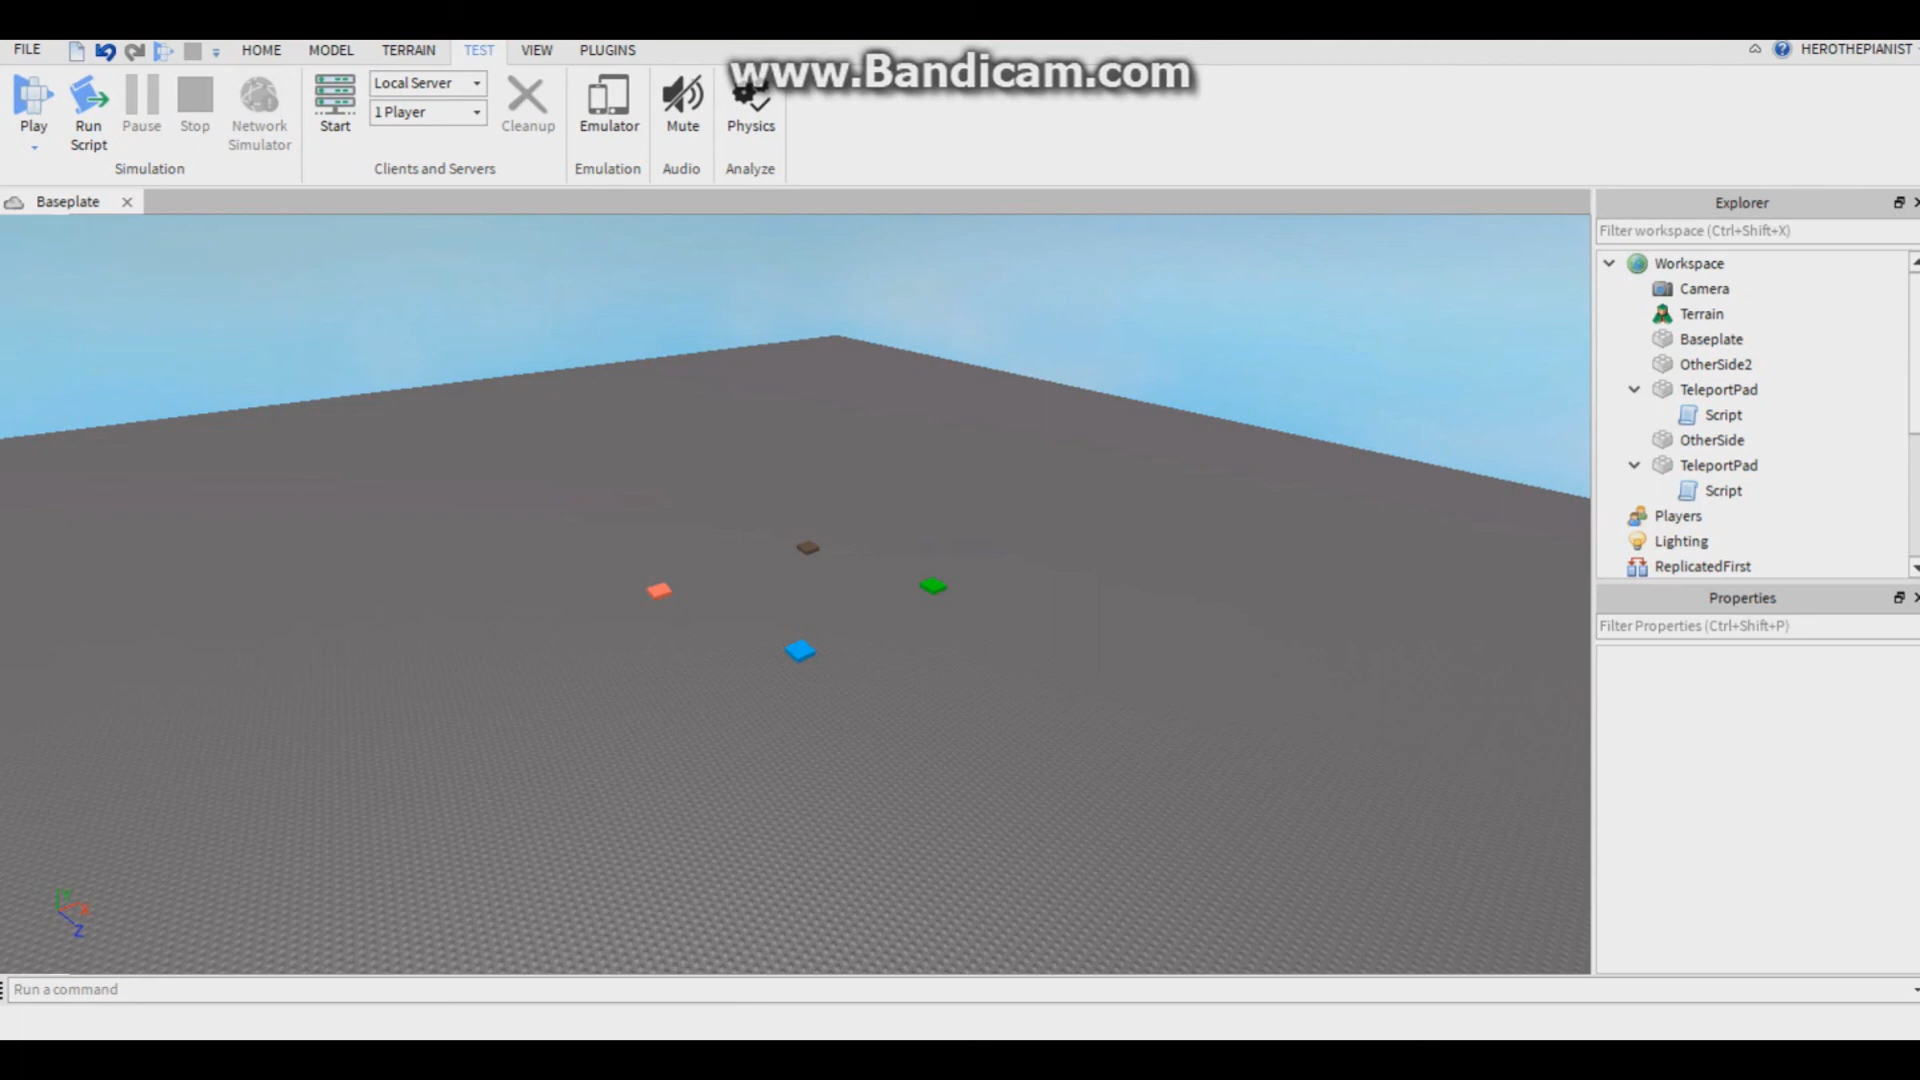 FILE HOME MODEL TERRAIN TEST VIEW PLUGINS HEROTHEPIANIST
www.Bandicam.com
Play Run Script Pause Stop Network Simulator Start Local Server 1 Player Cleanup Emulator Mute Physics
Simulation Clients and Servers Emulation Audio Analyze
Baseplate
Explorer
Filter workspace (Ctrl+Shift+X)
Workspace
Camera
Terrain
Baseplate
OtherSide2
TeleportPad
Script
OtherSide
TeleportPad
Script
Players
Lighting
ReplicatedFirst
Properties
Filter Properties (Ctrl+Shift+P)
Y
X
Z
Run a command